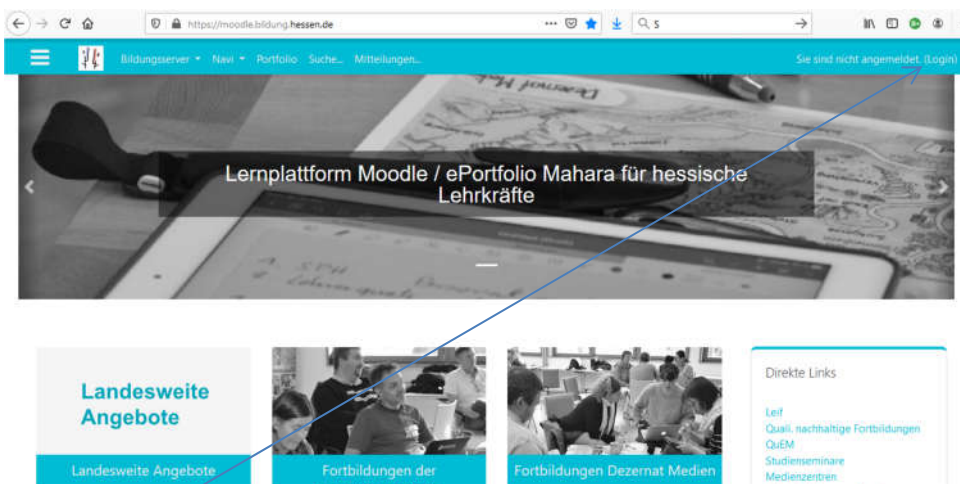 https://moodle.bildung.hessen.de
S
Bildungsserver Navi Portfolio Suche... Mitteilungen...
Sie sind nicht angemeldet. (Login)
Lernplattform Moodle / ePortfolio Mahara für hessische
Lehrkräfte
Landesweite
Angebote
Landesweite Angebote
Fortbildungen der
Fortbildungen Dezernat Medien
Direkte Links
Leif
Quali. nachhaltige Fortbildungen
QuEM
Studienseminare
Medienzentren